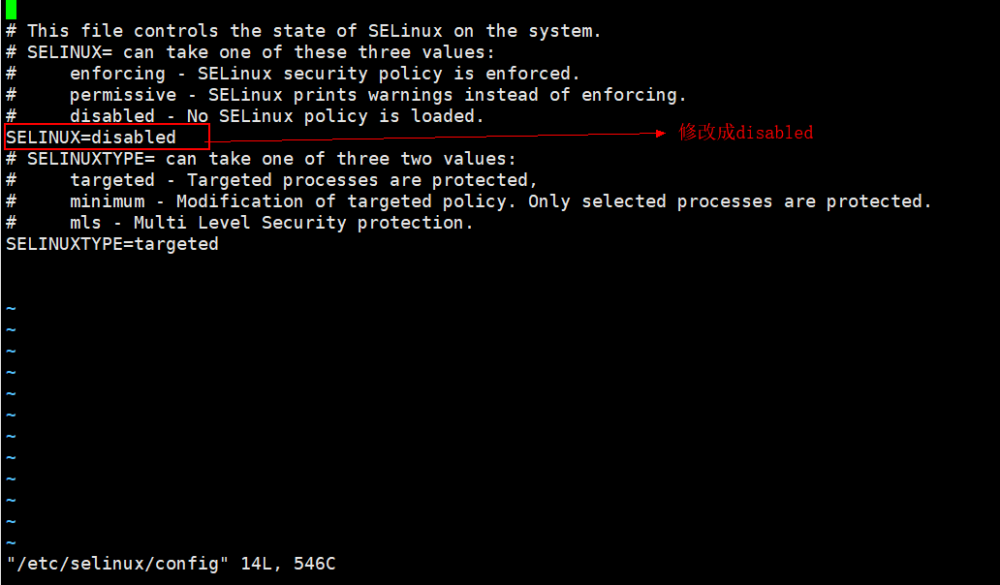 # This file controls the state of SELinux on the system.
# SELINUX= can take one of these three values:
#     enforcing - SELinux security policy is enforced.
#     permissive - SELinux prints warnings instead of enforcing.
#     disabled - No SELinux policy is loaded.
SELINUX=disabled 修改成disabled
# SELINUXTYPE= can take one of three two values:
#     targeted - Targeted processes are protected,
#     minimum - Modification of targeted policy. Only selected processes are protected.
#     mls - Multi Level Security protection.
SELINUXTYPE=targeted
~
~
~
~
~
~
~
~
~
~
~
~
"/etc/selinux/config" 14L, 546C